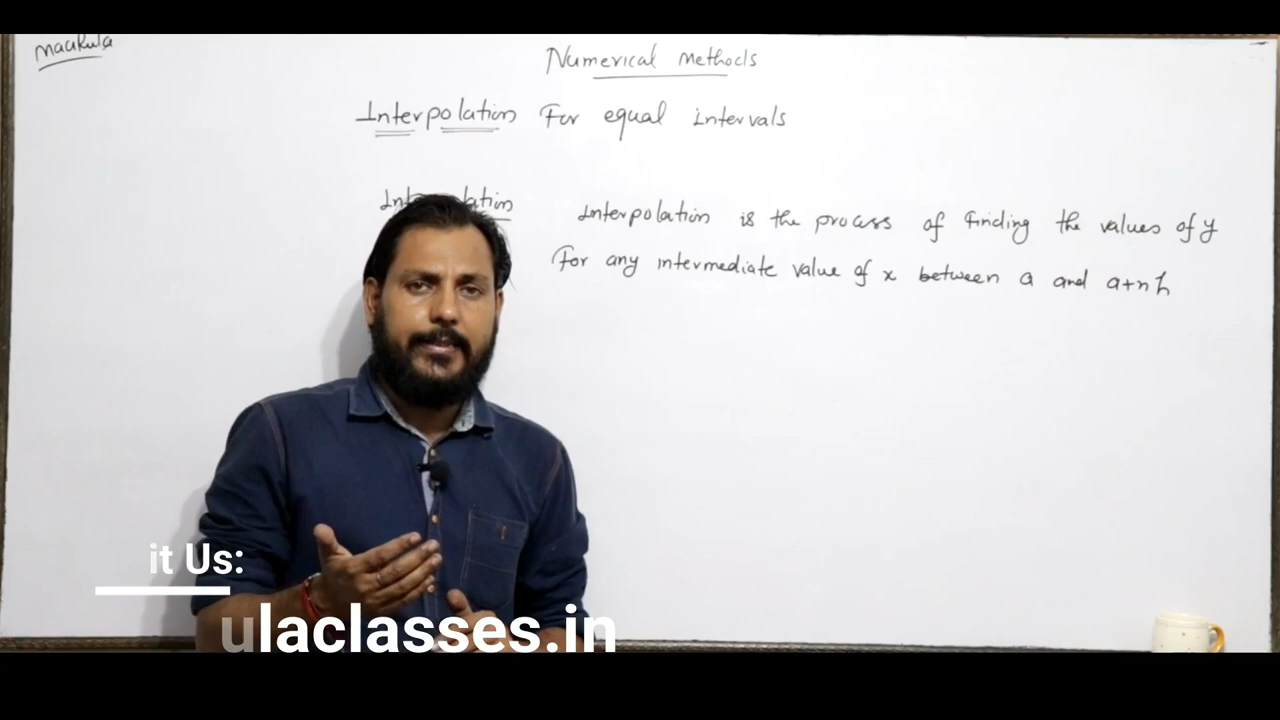 Maakula
Numerical Methods
Interpolation For equal intervals
Interpolation is the process of finding the values of y
For any intermediate value of x between a and a+nh
it Us:
ulaclasses.in